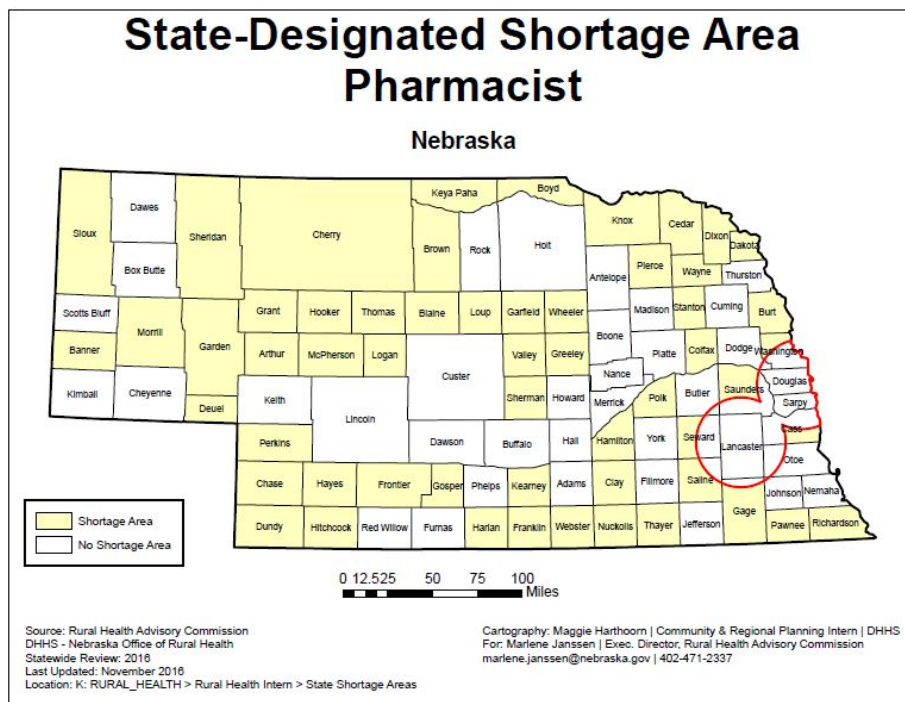 State-Designated Shortage Area
Pharmacist
Nebraska
Keya Paha
Boyd
Dawes
Sioux
Sheridan
Cherry
Brown
Rock
Holt
Knox
Cedar
Dixon
Dakota
Box Butte
Antelope
Pierce
Wayne
Thurston
Scotts Bluff
Morrill
Garden
Grant
Hooker
Thomas
Blaine
Loup
Garfield
Wheeler
Madison
Stanton
Cuming
Burt
Banner
Arthur
McPherson
Logan
Valley
Greeley
Boone
Platte
Colfax
Dodge
Washington
Kimball
Cheyenne
Deuel
Keith
Lincoln
Custer
Sherman
Howard
Nance
Merrick
Polk
Butler
Saunders
Douglas
Sarpy
Perkins
Dawson
Buffalo
Hall
Hamilton
York
Seward
Lancaster
Cass
Otoe
Chase
Hayes
Frontier
Gosper
Phelps
Kearney
Adams
Clay
Fillmore
Saline
Gage
Johnson
Nemaha
Dundy
Hitchcock
Red Willow
Furnas
Harlan
Franklin
Webster
Nuckolls
Thayer
Jefferson
Pawnee
Richardson
Shortage Area
No Shortage Area
0 12.525 50 75 100
Miles
Source: Rural Health Advisory Commission
DHHS - Nebraska Office of Rural Health
Statewide Review: 2016
Last Updated: November 2016
Location: K: RURAL_HEALTH > Rural Health Intern > State Shortage Areas
Cartography: Maggie Harthoorn | Community & Regional Planning Intern | DHHS
For: Marlene Janssen | Exec. Director, Rural Health Advisory Commission
marlene.janssen@nebraska.gov | 402-471-2337